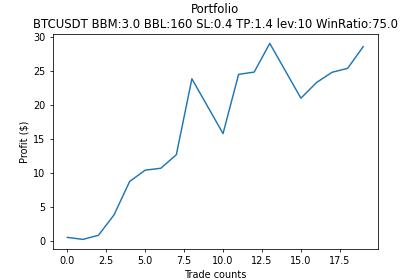 Portfolio
BTCUSDT BBM:3.0 BBL:160 SL:0.4 TP:1.4 lev:10 WinRatio:75.0
30
25
20
15
10
5
0
Profit ($)
0.0 2.5 5.0 7.5 10.0 12.5 15.0 17.5
Trade counts